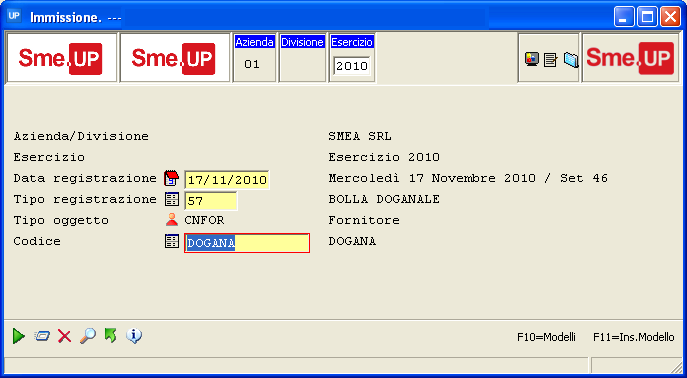 UP Immissione. ---
Sme.UP Sme.UP Azienda Divisione Esercizio Sme.UP
01 2010
Azienda/Divisione SMEA SRL
Esercizio Esercizio 2010
Data registrazione 17/11/2010 Mercoledì 17 Novembre 2010 / Set 46
Tipo registrazione 57 BOLLA DOGANALE
Tipo oggetto CNFOR Fornitore
Codice DOGANA DOGANA
F10=Modelli F11=Ins.Modello